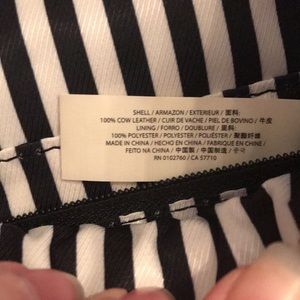 SHELL / ARMAZON / EXTERIEUR / 面料:
100% COW LEATHER / CUIR DE VACHE / PIEL DE BOVINO / 牛皮
LINING / FORRO / DOUBLURE / 里料:
100% POLYESTER / POLYESTER / POLIÉSTER / 聚酯纤维
MADE IN CHINA / HECHO EN CHINA / FABRIQUÉ EN CHINE /
FEITO NA CHINA / 中国製 / 中国制造 / 중국
RN 0102760 / CA 57710